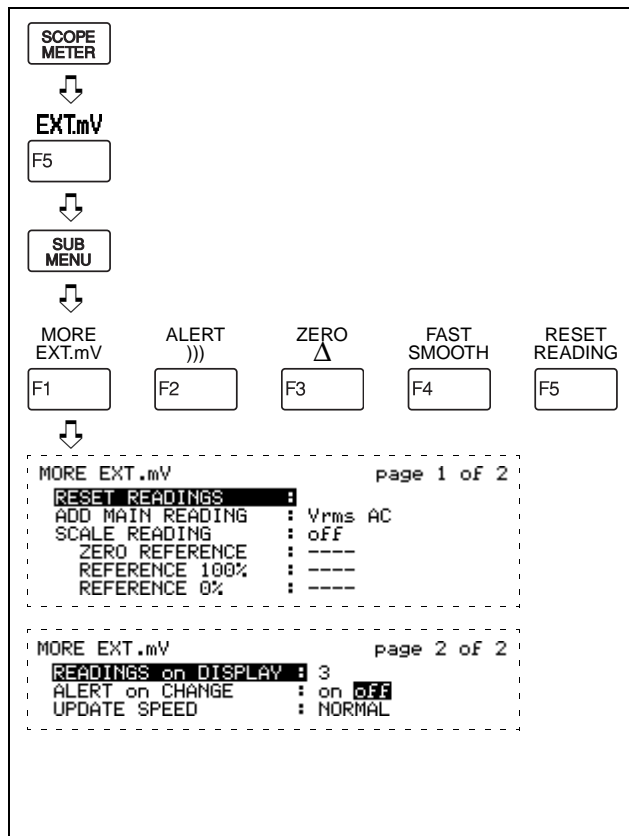 SCOPE
METER
EXT.mV
F5
SUB
MENU
MORE
EXT.mV
ALERT
)))
ZERO
Δ
FAST
SMOOTH
RESET
READING
F1
F2
F3
F4
F5
MORE EXT.mV page 1 of 2
RESET READINGS :
ADD MAIN READING : Vrms AC
SCALE READING : off
ZERO REFERENCE : ----
REFERENCE 100% : ----
REFERENCE 0% : ----
MORE EXT.mV page 2 of 2
READINGS on DISPLAY : 3
ALERT on CHANGE : on off
UPDATE SPEED : NORMAL